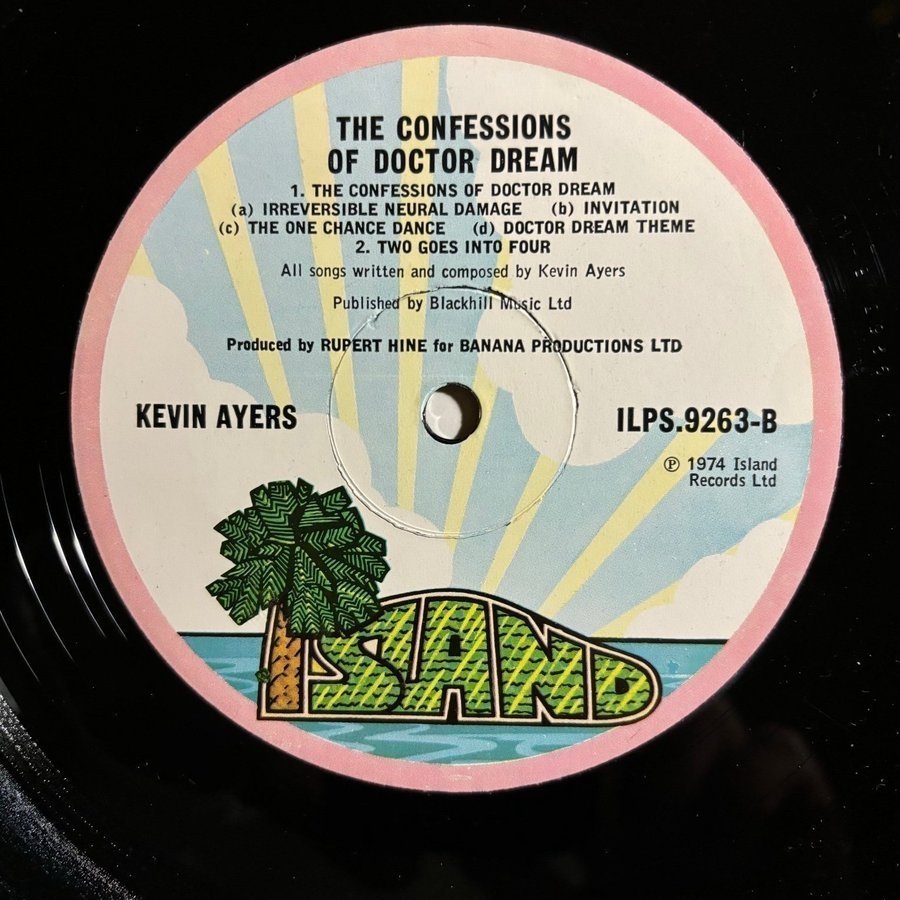 THE CONFESSIONS
OF DOCTOR DREAM
1. THE CONFESSIONS OF DOCTOR DREAM
(a) IRREVERSIBLE NEURAL DAMAGE (b) INVITATION
(c) THE ONE CHANCE DANCE (d) DOCTOR DREAM THEME
2. TWO GOES INTO FOUR
All songs written and composed by Kevin Ayers
Published by Blackhill Music Ltd
Produced by RUPERT HINE for BANANA PRODUCTIONS LTD
KEVIN AYERS
ILPS.9263-B
℗ 1974 Island
Records Ltd
ISLAND